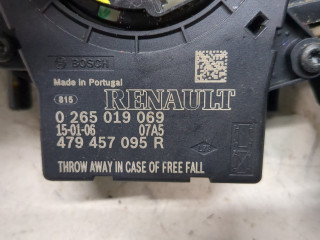 BOSCH
Made in Portugal
815 RENAULT
0 265 019 069
15-01-06 07A5
479 457 095 R
THROW AWAY IN CASE OF FREE FALL